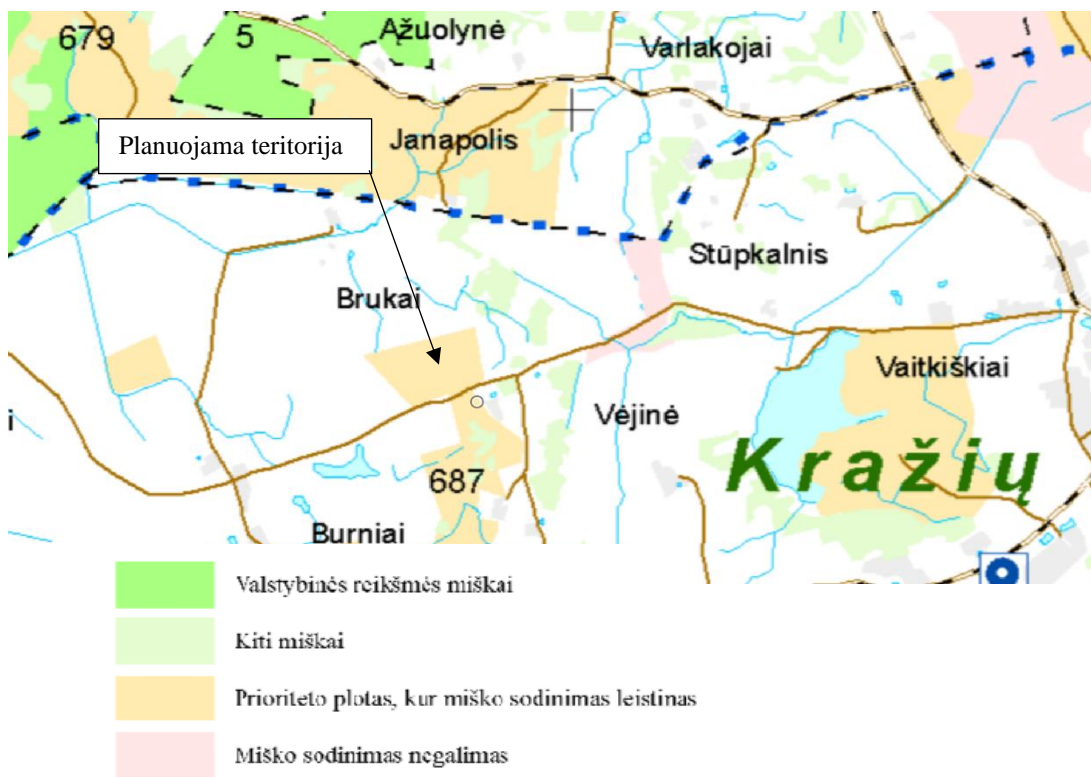 679
5
Ažuolynė
Varlakojai
Planuojama teritorija
Janapolis
Stūpkalnis
Brukai
Vaitkiškiai
i
Vėjinė
Kražių
687
Burniai
Valstybinės reikšmės miškai
Kiti miškai
Prioriteto plotas, kur miško sodinimas leistinas
Miško sodinimas negalimas